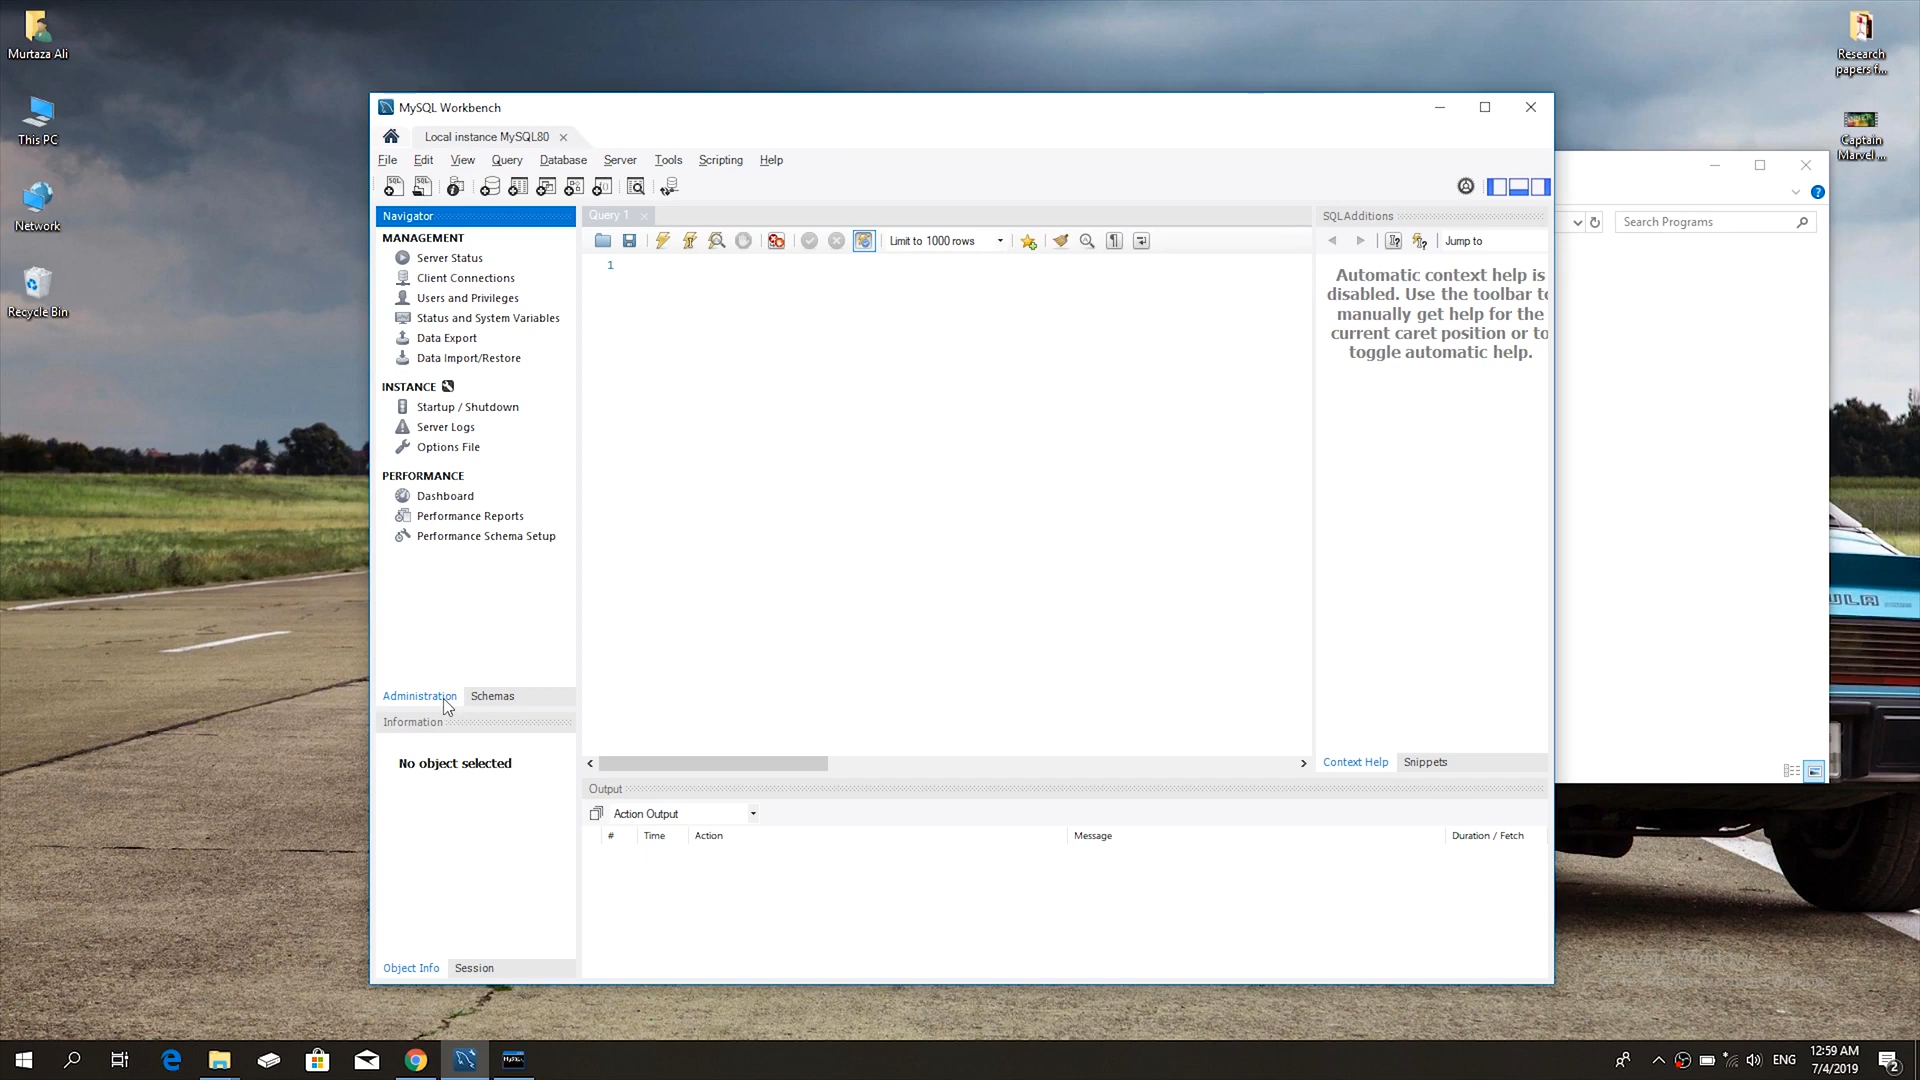 Murtaza Ali
This PC
Network
Recycle Bin
Research
papers f...
Captain
Marvel ...
MySQL Workbench
Local instance MySQL80
File Edit View Query Database Server Tools Scripting Help
Navigator
MANAGEMENT
Server Status
Client Connections
Users and Privileges
Status and System Variables
Data Export
Data Import/Restore
INSTANCE
Startup / Shutdown
Server Logs
Options File
PERFORMANCE
Dashboard
Performance Reports
Performance Schema Setup
Administration Schemas
Information
No object selected
Object Info Session
Query 1
Limit to 1000 rows
1
SQLAdditions
Jump to
Automatic context help is
disabled. Use the toolbar to
manually get help for the
current caret position or to
toggle automatic help.
Context Help Snippets
Output
Action Output
# Time Action Message Duration / Fetch
Search Programs
Activate Windows
ENG
12:59 AM
7/4/2019
2